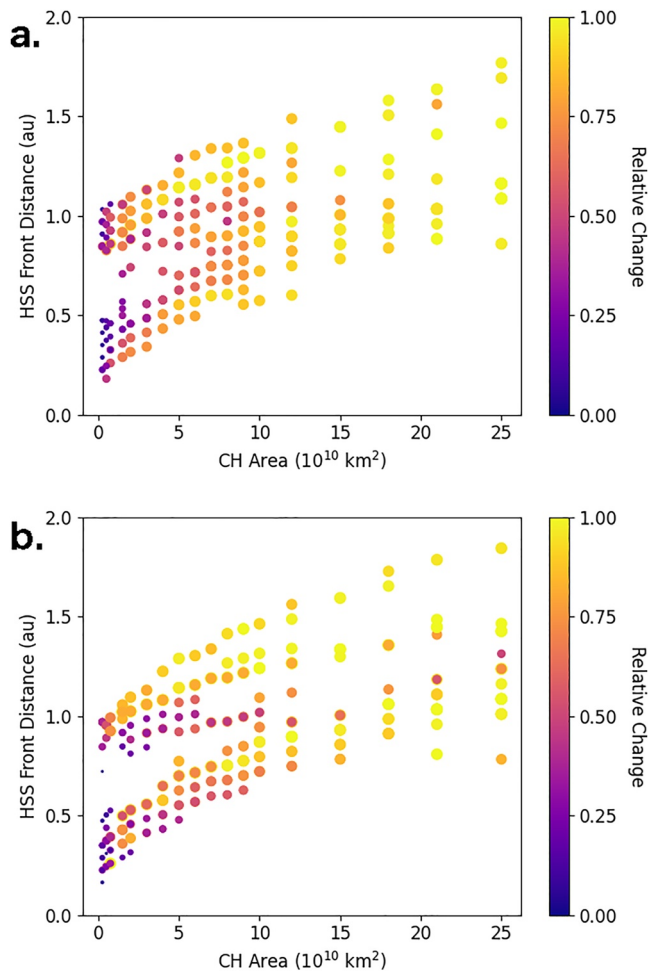 a.
2.0
1.5
1.0
0.5
0.0
HSS Front Distance (au)
0 5 10 15 20 25
CH Area (10¹⁰ km²)
1.00
0.75
0.50
0.25
0.00
Relative Change
b.
2.0
1.5
1.0
0.5
0.0
HSS Front Distance (au)
0 5 10 15 20 25
CH Area (10¹⁰ km²)
1.00
0.75
0.50
0.25
0.00
Relative Change